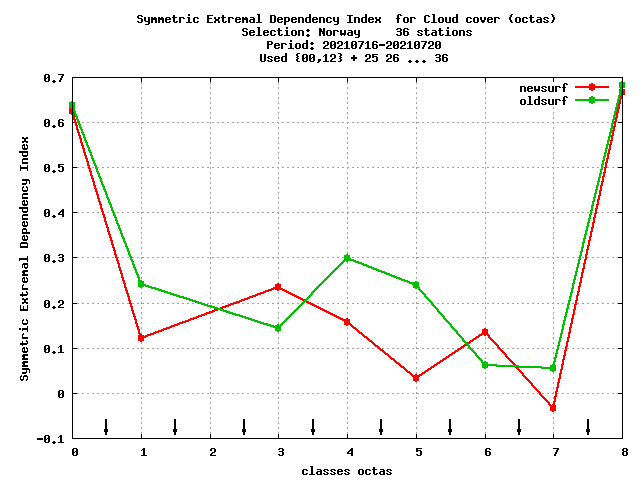 Symmetric Extremal Dependency Index  for Cloud cover (octas)
Selection: Norway     36 stations
Period: 20210716-20210720
Used {00,12} + 25 26 ... 36
newsurf
oldsurf
0.7
0.6
0.5
0.4
0.3
0.2
0.1
0
-0.1
Symmetric Extremal Dependency Index
0 1 2 3 4 5 6 7 8
classes octas